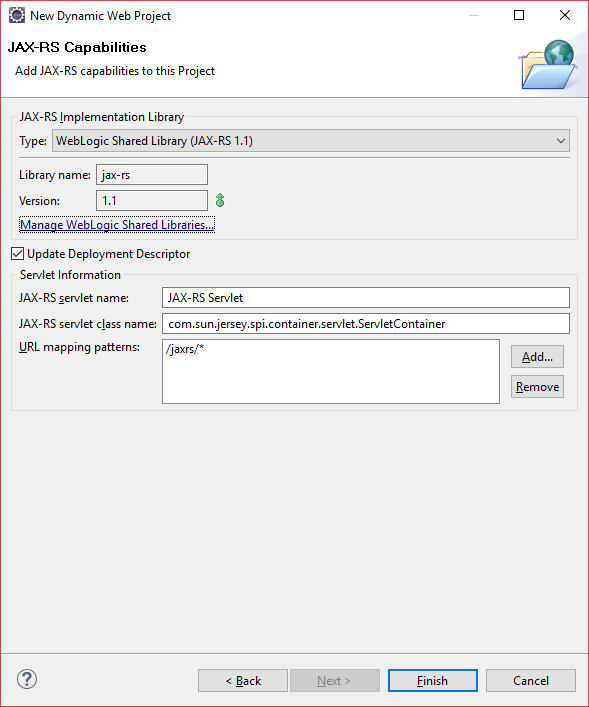 New Dynamic Web Project
JAX-RS Capabilities
Add JAX-RS capabilities to this Project
JAX-RS Implementation Library
Type: WebLogic Shared Library (JAX-RS 1.1)
Library name: jax-rs
Version: 1.1
Manage WebLogic Shared Libraries...
Update Deployment Descriptor
Servlet Information
JAX-RS servlet name: JAX-RS Servlet
JAX-RS servlet class name: com.sun.jersey.spi.container.servlet.ServletContainer
URL mapping patterns: /jaxrs/*
Add...
Remove
? < Back Next > Finish Cancel